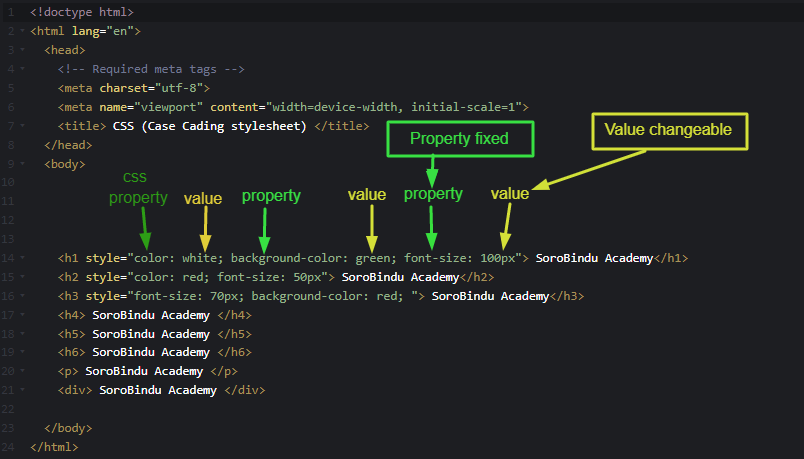 1 <!doctype html>
2 <html lang="en">
3 <head>
4 <!-- Required meta tags -->
5 <meta charset="utf-8">
6 <meta name="viewport" content="width=device-width, initial-scale=1">
7 <title> CSS (Case Cading stylesheet) </title>
Property fixed
Value changeable
8 </head>
9 <body>
10
css
property value property value property value
11
12
13
14 <h1 style="color: white; background-color: green; font-size: 100px"> SoroBindu Academy</h1>
15 <h2 style="color: red; font-size: 50px"> SoroBindu Academy</h2>
16 <h3 style="font-size: 70px; background-color: red; "> SoroBindu Academy</h3>
17 <h4> SoroBindu Academy </h4>
18 <h5> SoroBindu Academy </h5>
19 <h6> SoroBindu Academy </h6>
20 <p> SoroBindu Academy </p>
21 <div> SoroBindu Academy </div>
22
23 </body>
24 </html>